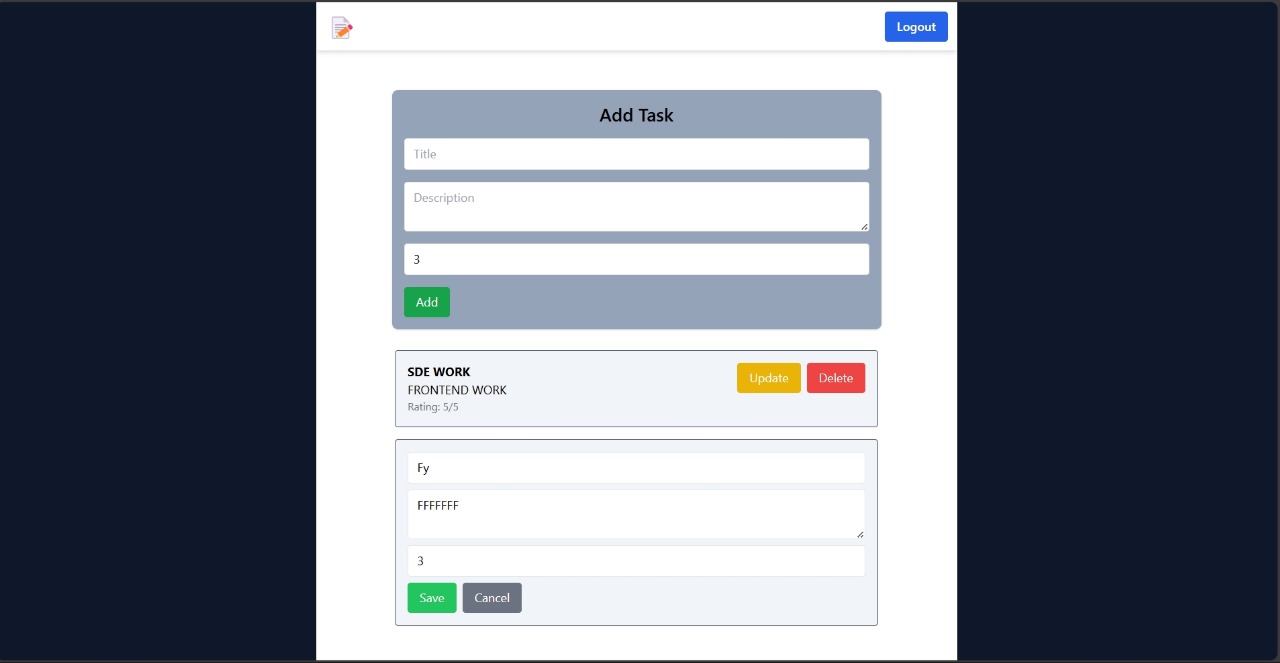 Logout
Add Task
Title
Description
3
Add
SDE WORK
Update
Delete
FRONTEND WORK
Rating: 5/5
Fy
FFFFFFF
3
Save
Cancel